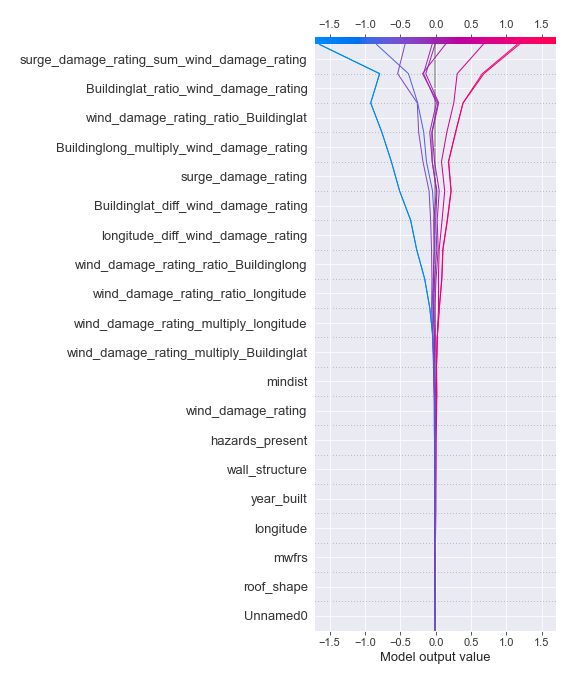 −1.5 −1.0 −0.5 0.0 0.5 1.0 1.5
surge_damage_rating_sum_wind_damage_rating
Buildinglat_ratio_wind_damage_rating
wind_damage_rating_ratio_Buildinglat
Buildinglong_multiply_wind_damage_rating
surge_damage_rating
Buildinglat_diff_wind_damage_rating
longitude_diff_wind_damage_rating
wind_damage_rating_ratio_Buildinglong
wind_damage_rating_ratio_longitude
wind_damage_rating_multiply_longitude
wind_damage_rating_multiply_Buildinglat
mindist
wind_damage_rating
hazards_present
wall_structure
year_built
longitude
mwfrs
roof_shape
Unnamed0
−1.5 −1.0 −0.5 0.0 0.5 1.0 1.5
Model output value